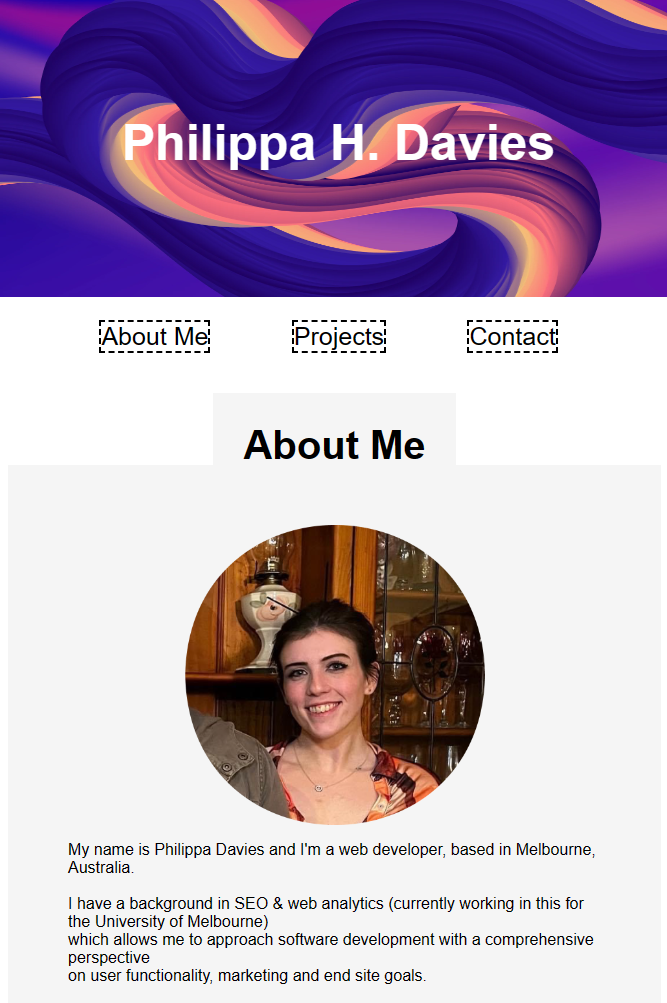 Philippa H. Davies
About Me
Projects
Contact
About Me
My name is Philippa Davies and I'm a web developer, based in Melbourne,
Australia.
I have a background in SEO & web analytics (currently working in this for
the University of Melbourne)
which allows me to approach software development with a comprehensive
perspective
on user functionality, marketing and end site goals.